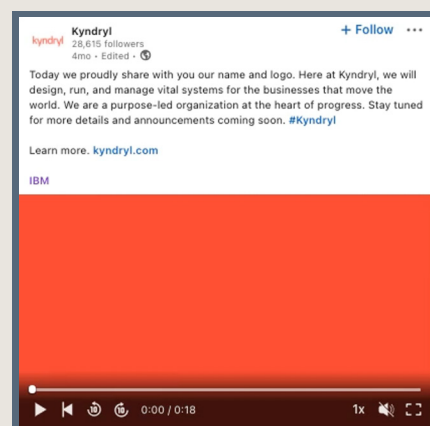 kyndryl
Kyndryl
+ Follow ...
28,615 followers
4mo • Edited •
Today we proudly share with you our name and logo. Here at Kyndryl, we will
design, run, and manage vital systems for the businesses that move the
world. We are a purpose-led organization at the heart of progress. Stay tuned
for more details and announcements coming soon. #Kyndryl
Learn more. kyndryl.com
IBM
10 10 0:00 / 0:18 1x